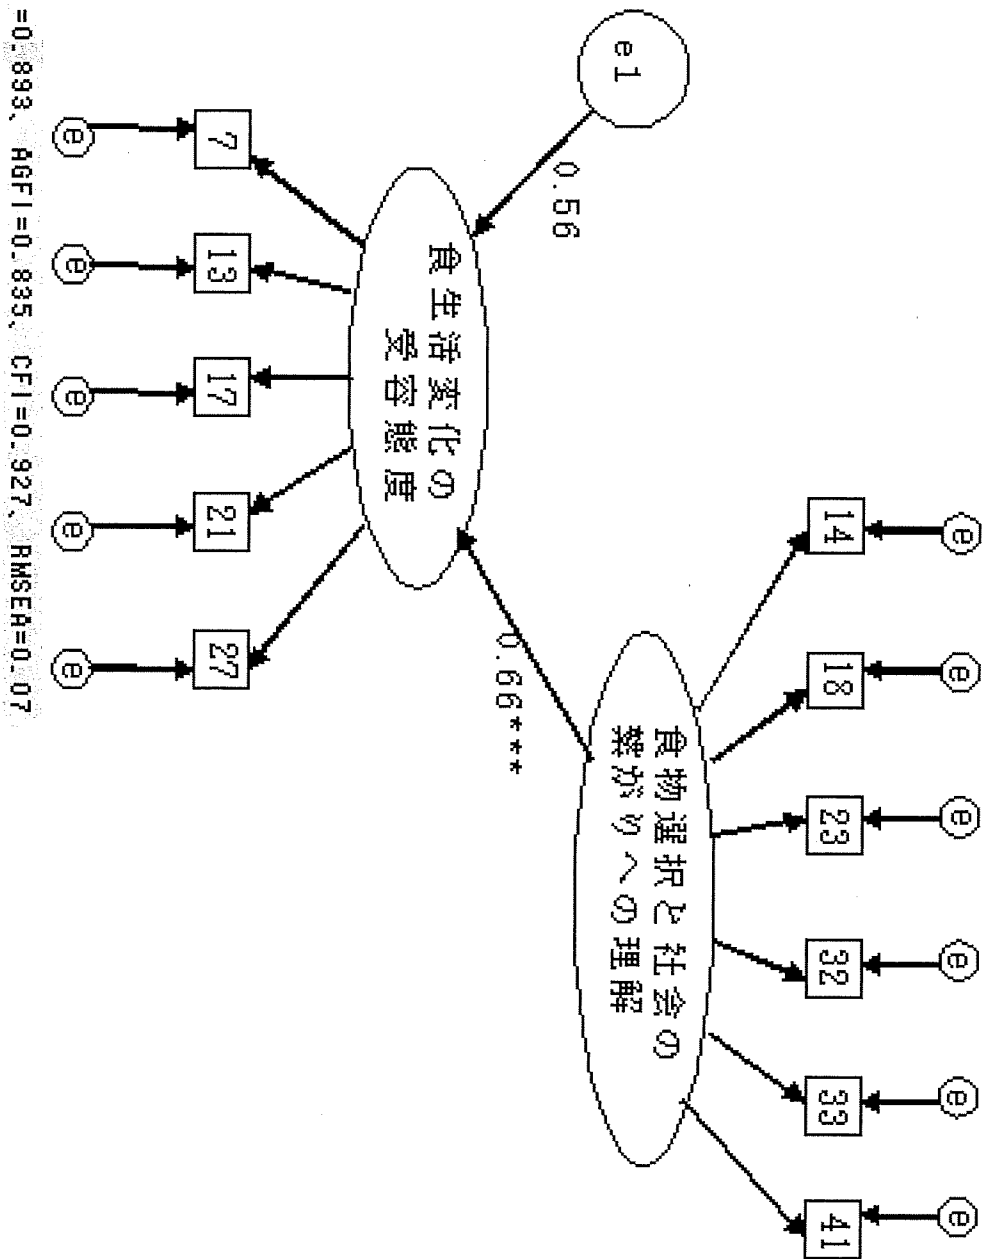 e e e e e e
14 18 23 32 33 41
食物選択と社会の
繋がりへの理解
e1
0.56
0.66***
食生活変化の
受容態度
7 13 17 21 27
e e e e e
=0.893、AGFI=0.835、CFI=0.927、RMSEA=0.07